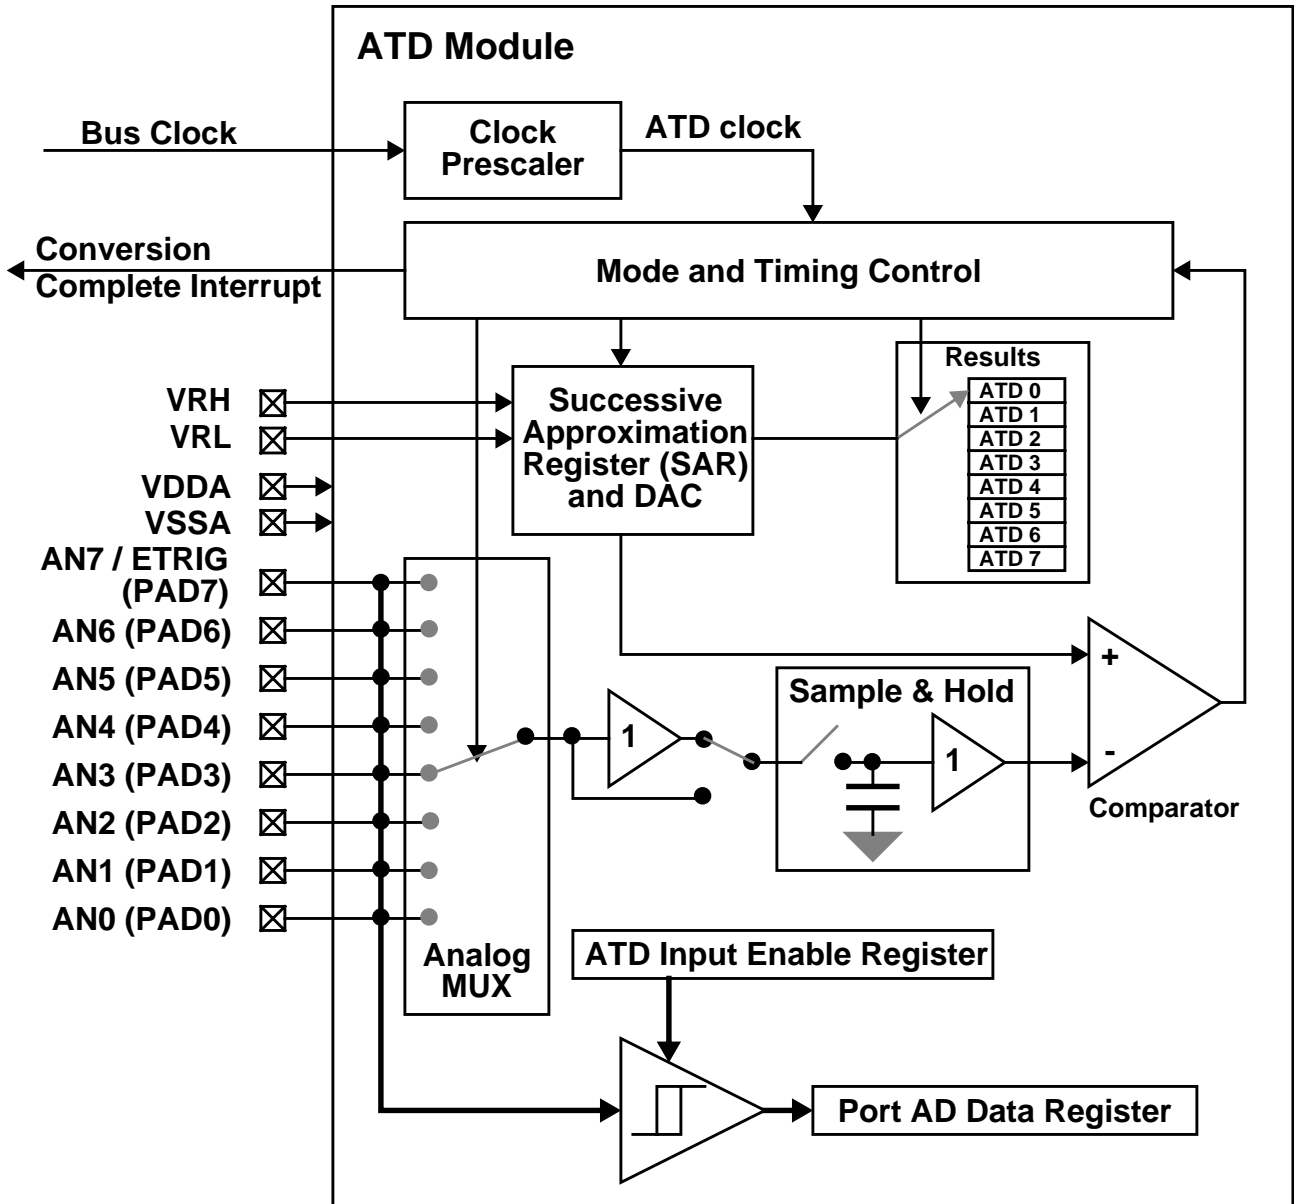 ATD Module
Bus Clock
Clock
Prescaler
ATD clock
Conversion
Complete Interrupt
Mode and Timing Control
Results
ATD 0
ATD 1
ATD 2
ATD 3
ATD 4
ATD 5
ATD 6
ATD 7
VRH
VRL
VDDA
VSSA
Successive
Approximation
Register (SAR)
and DAC
AN7 / ETRIG
(PAD7)
AN6 (PAD6)
AN5 (PAD5)
AN4 (PAD4)
AN3 (PAD3)
AN2 (PAD2)
AN1 (PAD1)
AN0 (PAD0)
Analog
MUX
1
Sample & Hold
1
+
-
Comparator
ATD Input Enable Register
Port AD Data Register